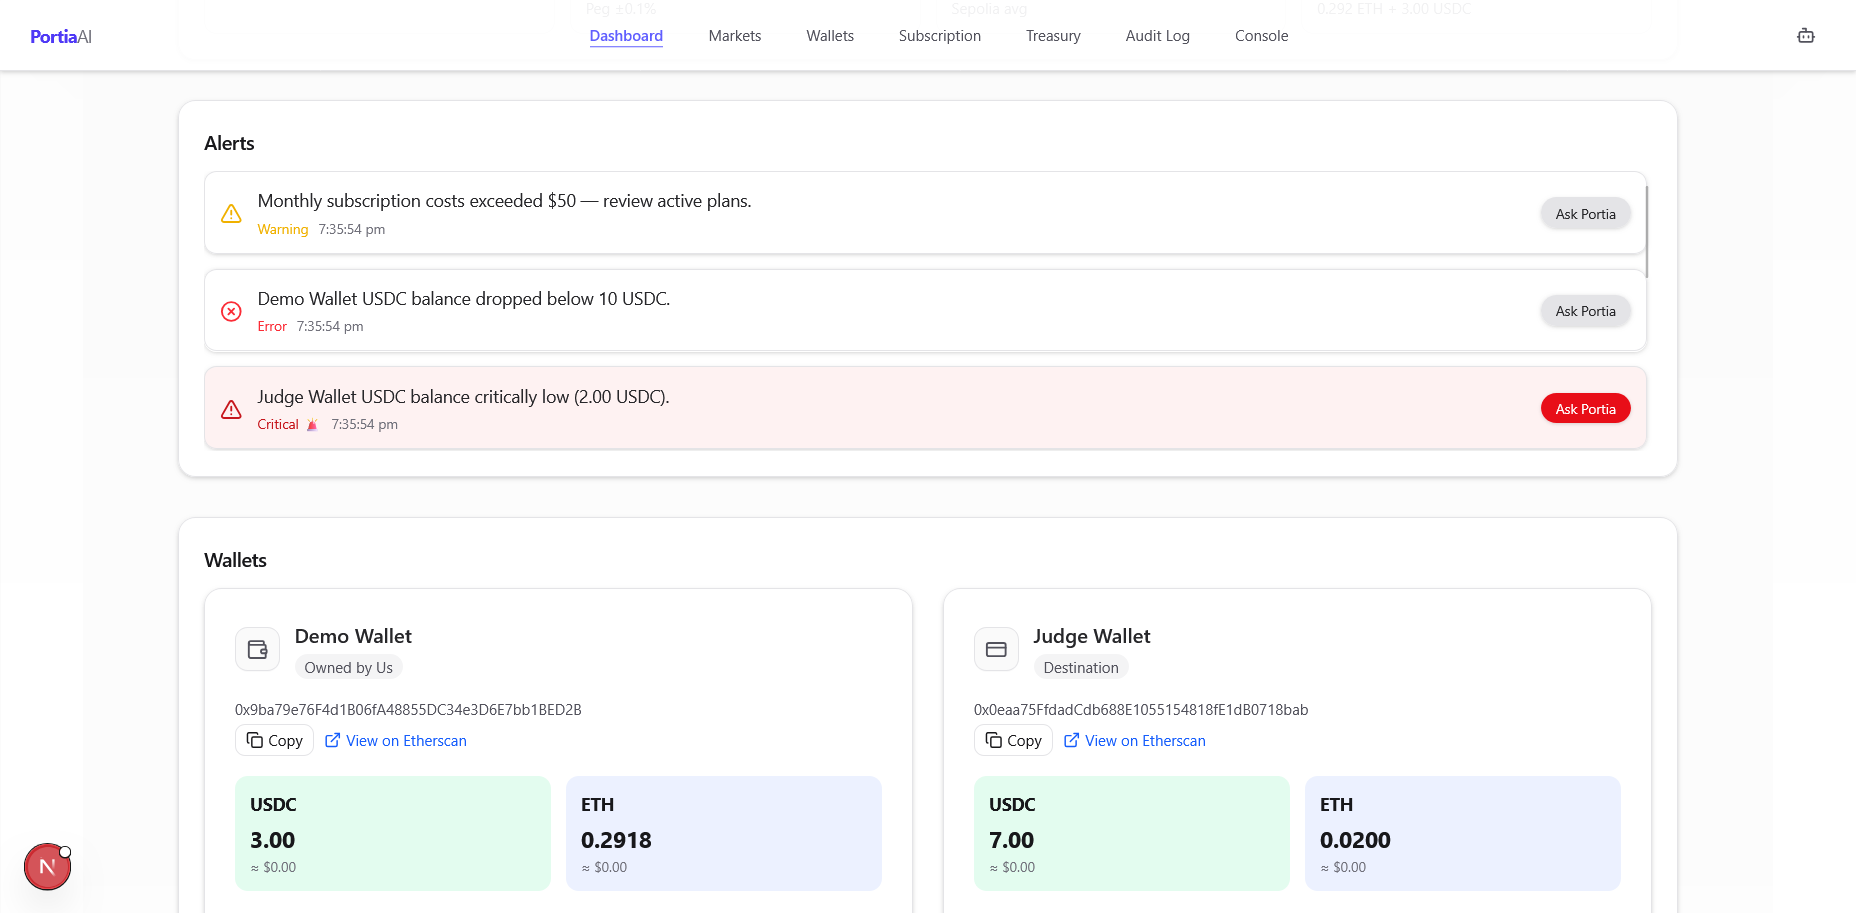 Peg ±0.1%
Sepolia avg
0.292 ETH + 3.00 USDC
PortiaAI
Dashboard
Markets
Wallets
Subscription
Treasury
Audit Log
Console
Alerts
Monthly subscription costs exceeded $50 — review active plans.
Warning 7:35:54 pm
Ask Portia
Demo Wallet USDC balance dropped below 10 USDC.
Error 7:35:54 pm
Ask Portia
Judge Wallet USDC balance critically low (2.00 USDC).
Critical 🚨 7:35:54 pm
Ask Portia
Wallets
Demo Wallet
Owned by Us
0x9ba79e76F4d1B06fA48855DC34e3D6E7bb1BED2B
Copy
View on Etherscan
USDC
3.00
≈ $0.00
ETH
0.2918
≈ $0.00
Judge Wallet
Destination
0x0eaa75FfdadCdb688E1055154818fE1dB0718bab
Copy
View on Etherscan
USDC
7.00
≈ $0.00
ETH
0.0200
≈ $0.00
N